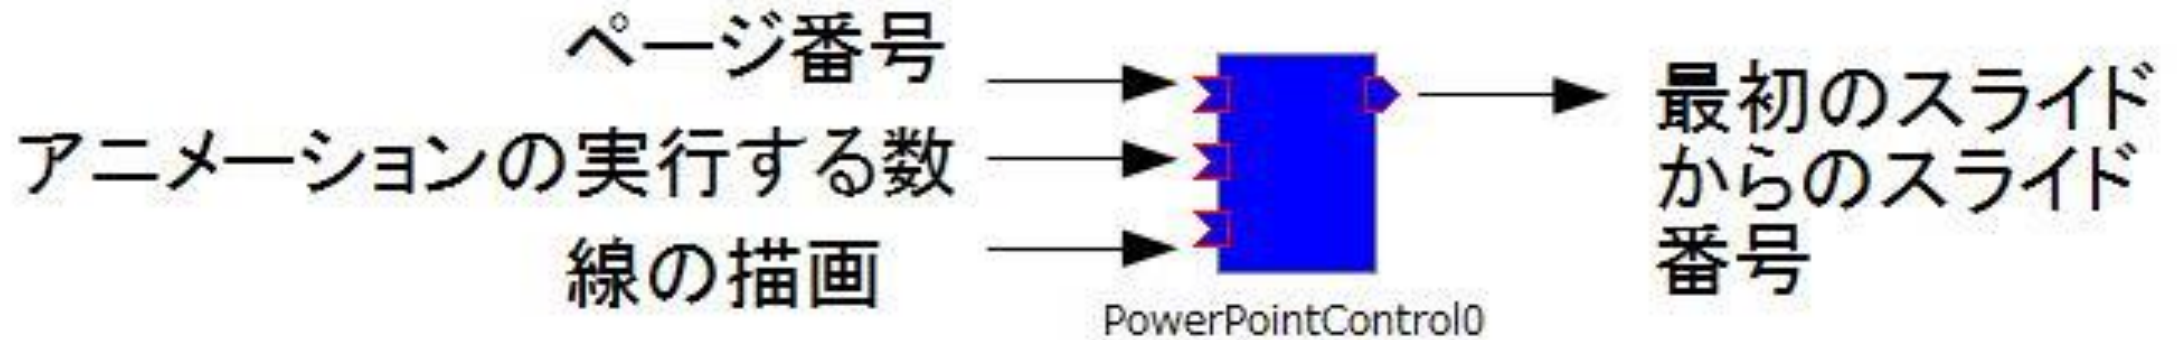 ページ番号
アニメーションの実行する数
線の描画
最初のスライド
からのスライド
番号
PowerPointControl0